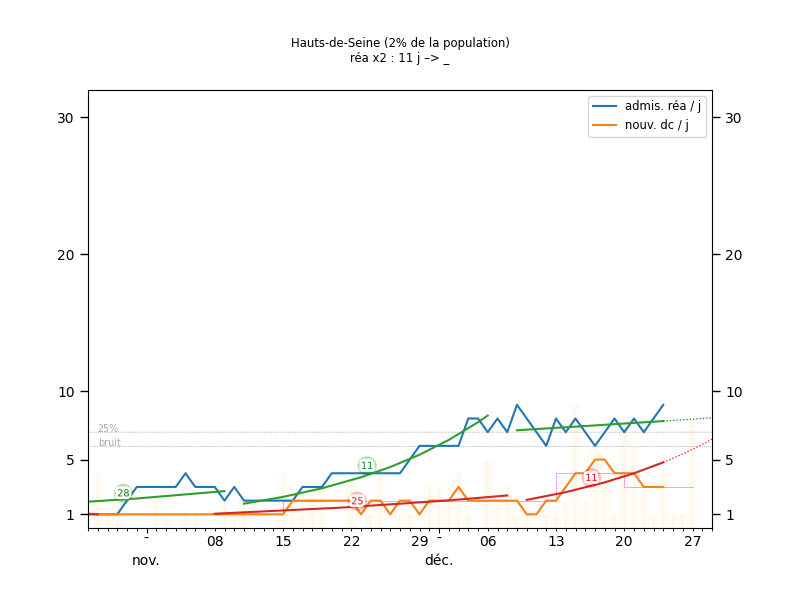 Hauts-de-Seine (2% de la population)
réa x2 : 11 j –> _
admis. réa / j
nouv. dc / j
30 30
20 20
10 10
5 5
1 1
25%
bruit
28
11
25
11
- 08 15 22 29 - 06 13 20 27
nov. déc.